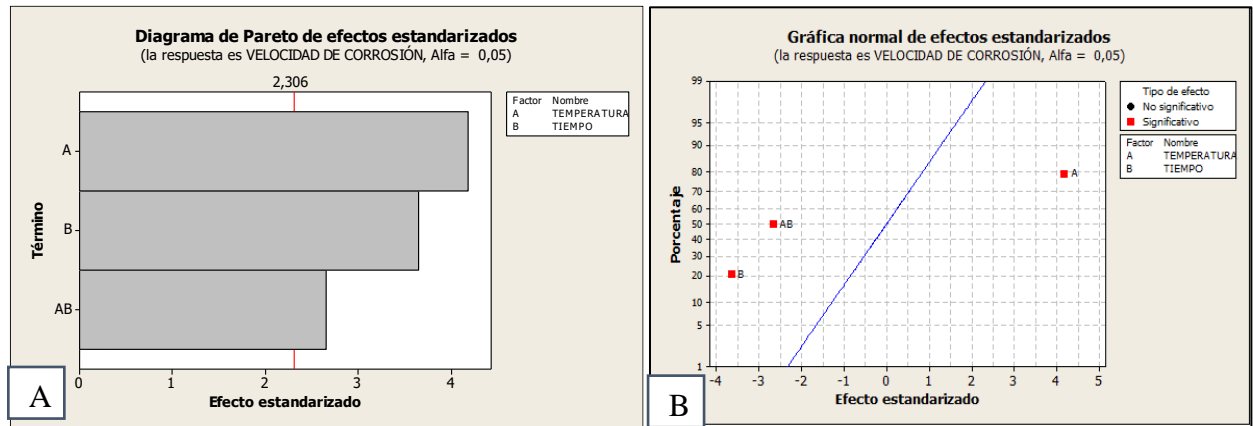 Diagrama de Pareto de efectos estandarizados
(la respuesta es VELOCIDAD DE CORROSIÓN, Alfa = 0,05)
2,306
Factor Nombre
A TEMPERATURA
B TIEMPO
Término
A
B
AB
0 1 2 3 4
Efecto estandarizado
A
Gráfica normal de efectos estandarizados
(la respuesta es VELOCIDAD DE CORROSIÓN, Alfa = 0,05)
Tipo de efecto
No significativo
Significativo
Factor Nombre
A TEMPERATURA
B TIEMPO
Porcentaje
99
95
90
80
70
60
50
40
30
20
10
5
1
A
AB
B
-4 -3 -2 -1 0 1 2 3 4 5
Efecto estandarizado
B